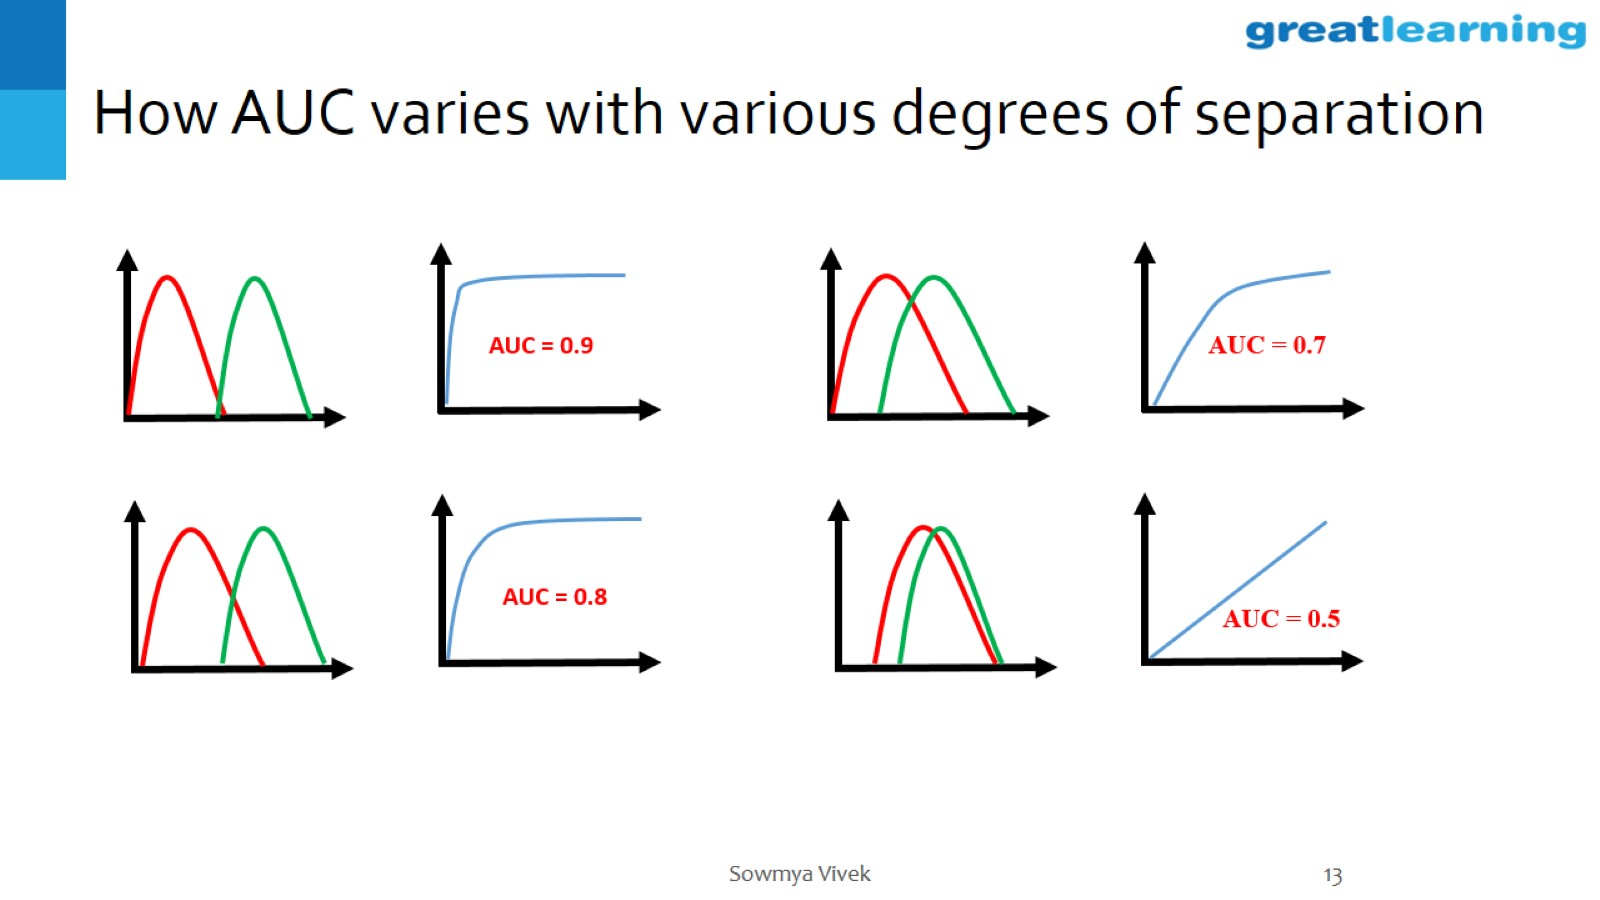 greatlearning
How AUC varies with various degrees of separation
AUC = 0.9
AUC = 0.7
AUC = 0.8
AUC = 0.5
Sowmya Vivek
13